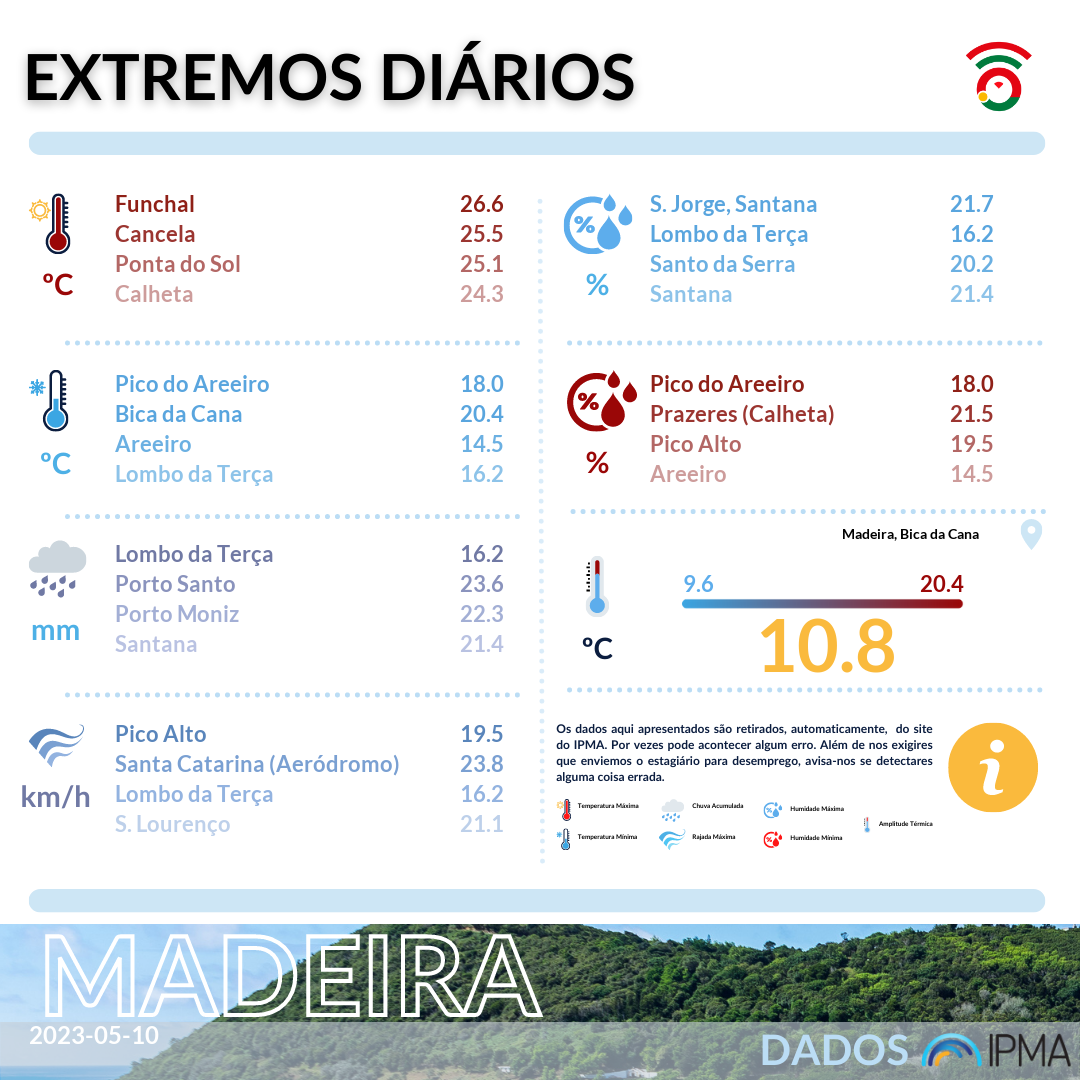 EXTREMOS DIÁRIOS
Funchal 26.6
Cancela 25.5
Ponta do Sol 25.1
Calheta 24.3
ºC
Pico do Areeiro 18.0
Bica da Cana 20.4
Areeiro 14.5
Lombo da Terça 16.2
ºC
Lombo da Terça 16.2
Porto Santo 23.6
Porto Moniz 22.3
Santana 21.4
mm
Pico Alto 19.5
Santa Catarina (Aeródromo) 23.8
Lombo da Terça 16.2
S. Lourenço 21.1
km/h
S. Jorge, Santana 21.7
Lombo da Terça 16.2
Santo da Serra 20.2
Santana 21.4
%
%
Pico do Areeiro 18.0
Prazeres (Calheta) 21.5
Pico Alto 19.5
Areeiro 14.5
%
%
Madeira, Bica da Cana
9.6 20.4
10.8
ºC
Os dados aqui apresentados são retirados, automaticamente, do site
do IPMA. Por vezes pode acontecer algum erro. Além de nos exigires
que enviemos o estagiário para desemprego, avisa-nos se detectares
alguma coisa errada.
i
Temperatura Máxima
Chuva Acumulada
Humidade Máxima
Amplitude Térmica
Temperatura Mínima
Rajada Máxima
Humidade Mínima
MADEIRA
2023-05-10
DADOS IPMA